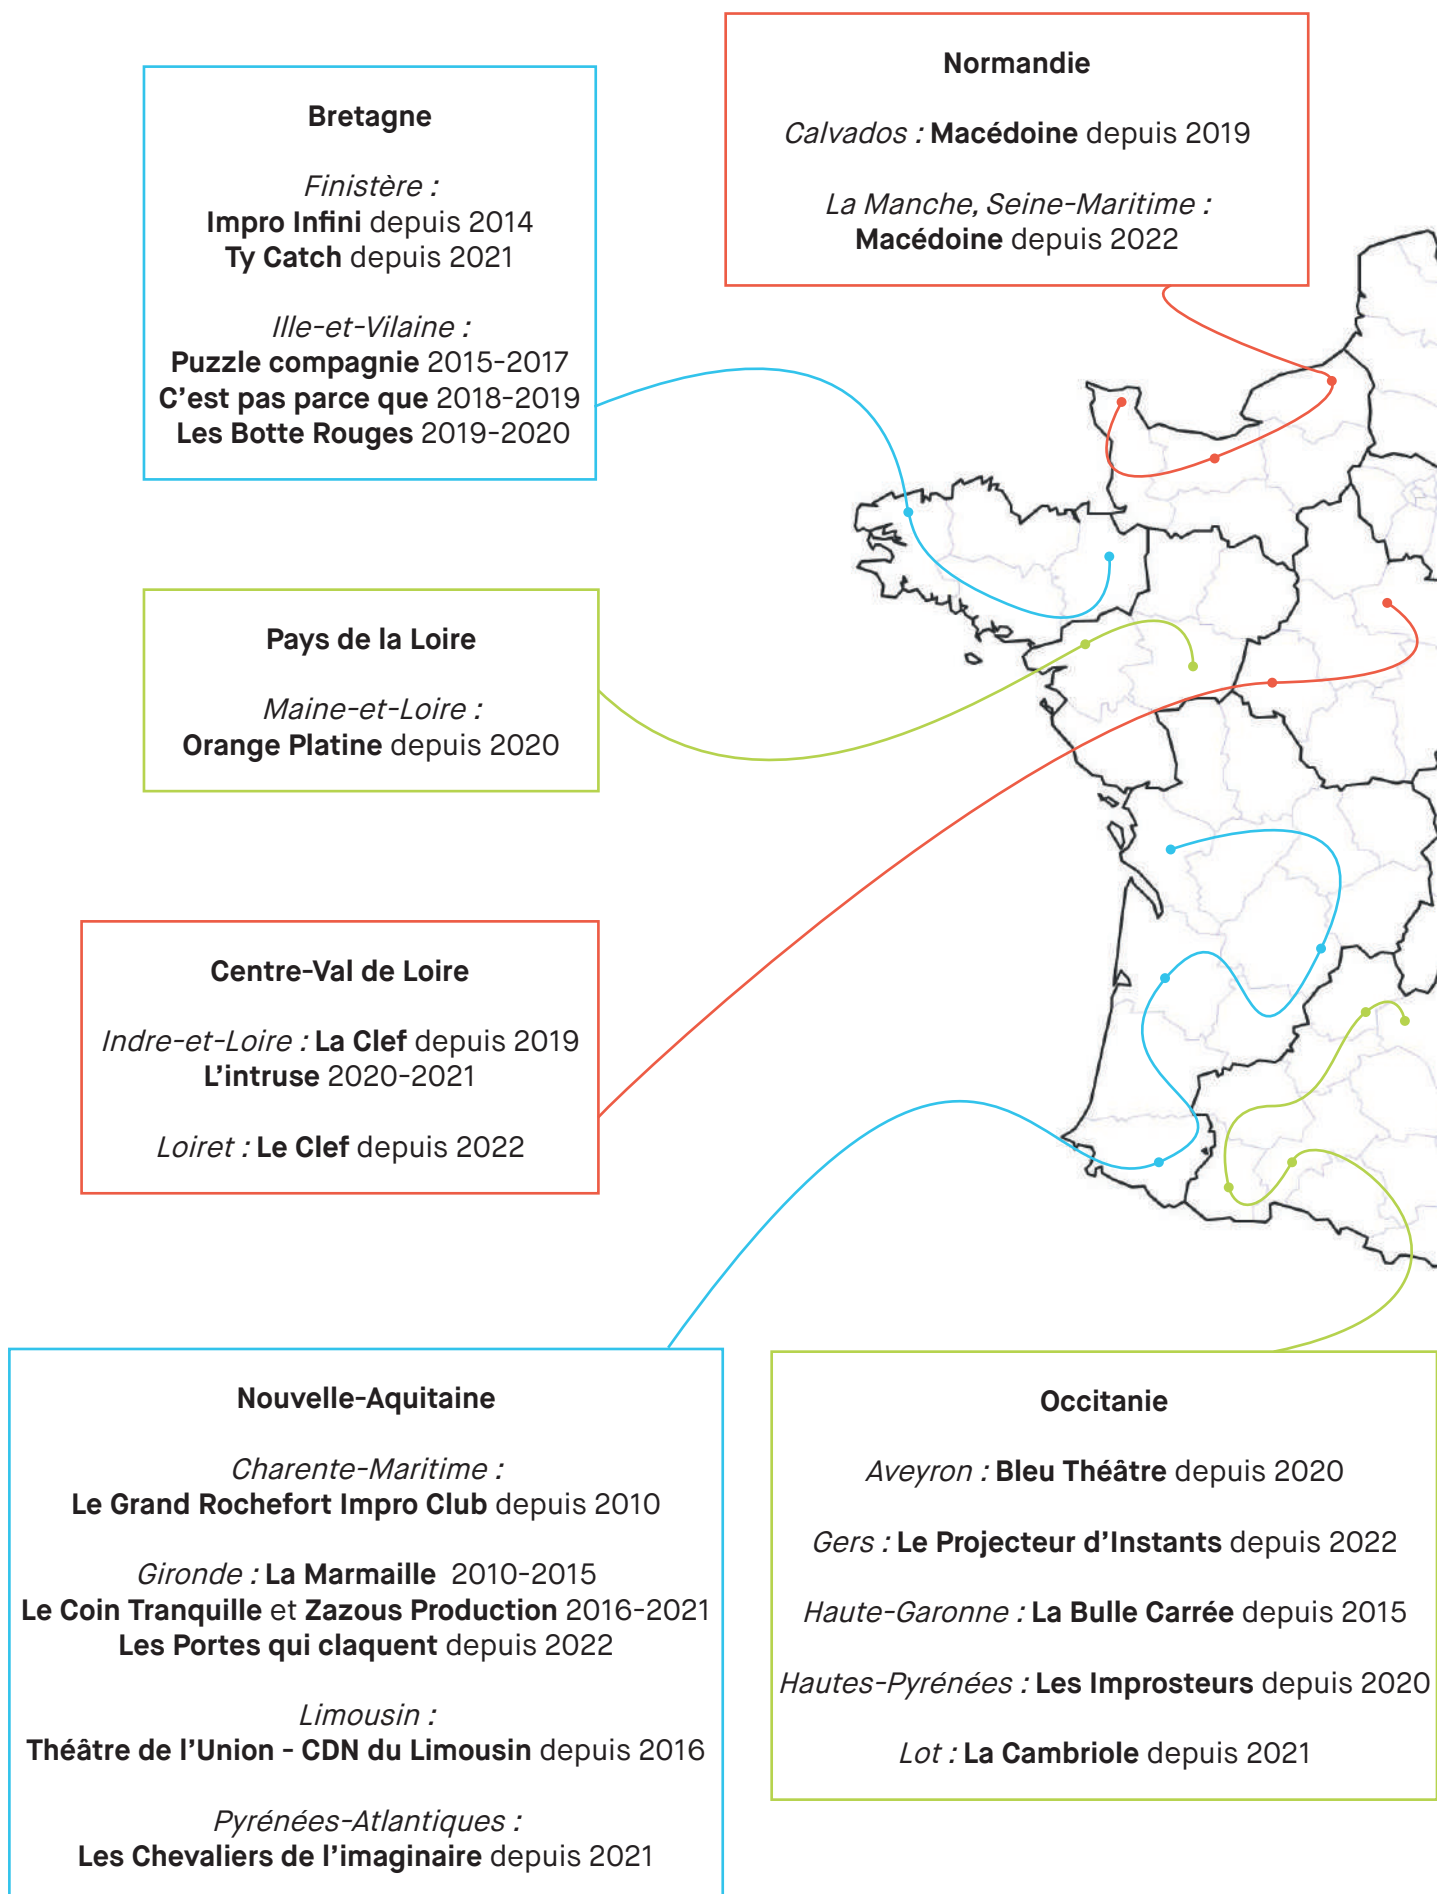 Normandie
Calvados : Macédoine depuis 2019
La Manche, Seine-Maritime :
Macédoine depuis 2022
Bretagne
Finistère :
Impro Infini depuis 2014
Ty Catch depuis 2021
Ille-et-Vilaine :
Puzzle compagnie 2015-2017
C'est pas parce que 2018-2019
Les Botte Rouges 2019-2020
Pays de la Loire
Maine-et-Loire :
Orange Platine depuis 2020
Centre-Val de Loire
Indre-et-Loire : La Clef depuis 2019
L'intruse 2020-2021
Loiret : Le Clef depuis 2022
Nouvelle-Aquitaine
Charente-Maritime :
Le Grand Rochefort Impro Club depuis 2010
Gironde : La Marmaille 2010-2015
Le Coin Tranquille et Zazous Production 2016-2021
Les Portes qui claquent depuis 2022
Limousin :
Théâtre de l'Union - CDN du Limousin depuis 2016
Pyrénées-Atlantiques :
Les Chevaliers de l'imaginaire depuis 2021
Occitanie
Aveyron : Bleu Théâtre depuis 2020
Gers : Le Projecteur d'Instants depuis 2022
Haute-Garonne : La Bulle Carrée depuis 2015
Hautes-Pyrénées : Les Improsteurs depuis 2020
Lot : La Cambriole depuis 2021